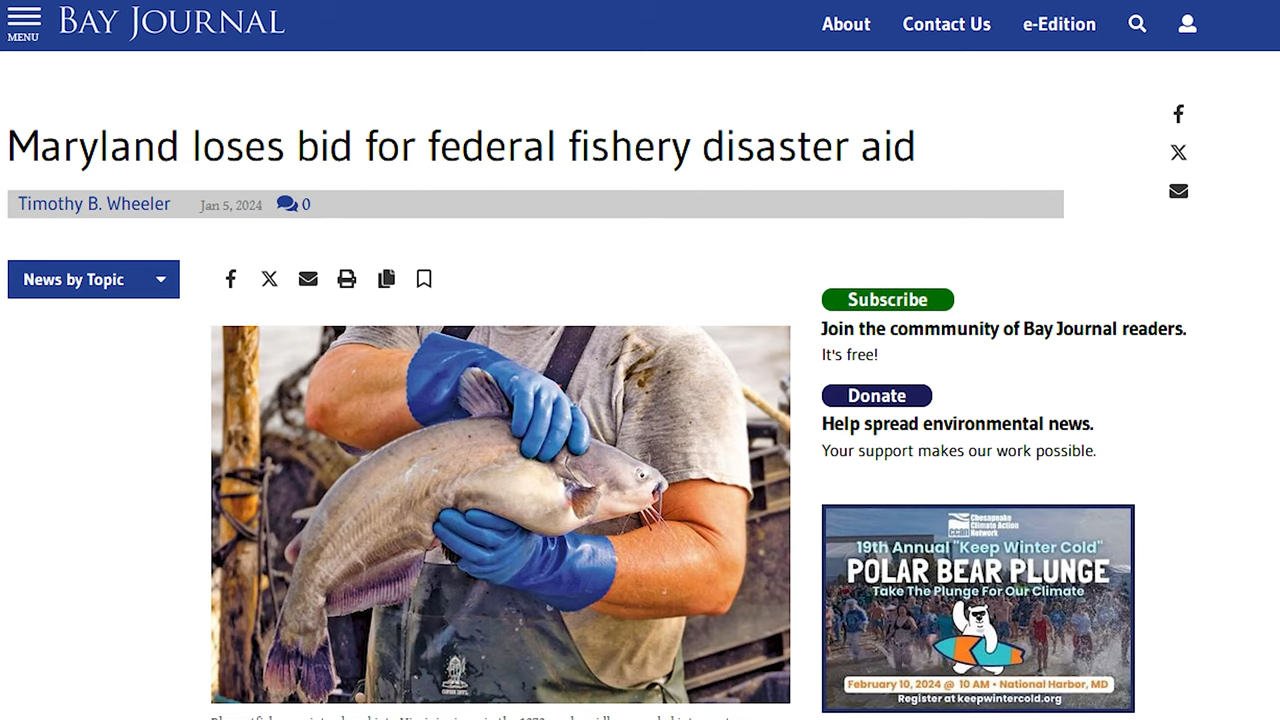 MENU
BAY JOURNAL
About
Contact Us
e-Edition
Maryland loses bid for federal fishery disaster aid
Timothy B. Wheeler
Jan 5, 2024
0
News by Topic
Subscribe
Join the commmunity of Bay Journal readers.
It's free!
Donate
Help spread environmental news.
Your support makes our work possible.
Chesapeake
Climate Action
Network
CCAN
19th Annual "Keep Winter Cold"
POLAR BEAR PLUNGE
Take The Plunge For Our Climate
February 10, 2024 @ 10 AM • National Harbor, MD
Register at keepwintercold.org